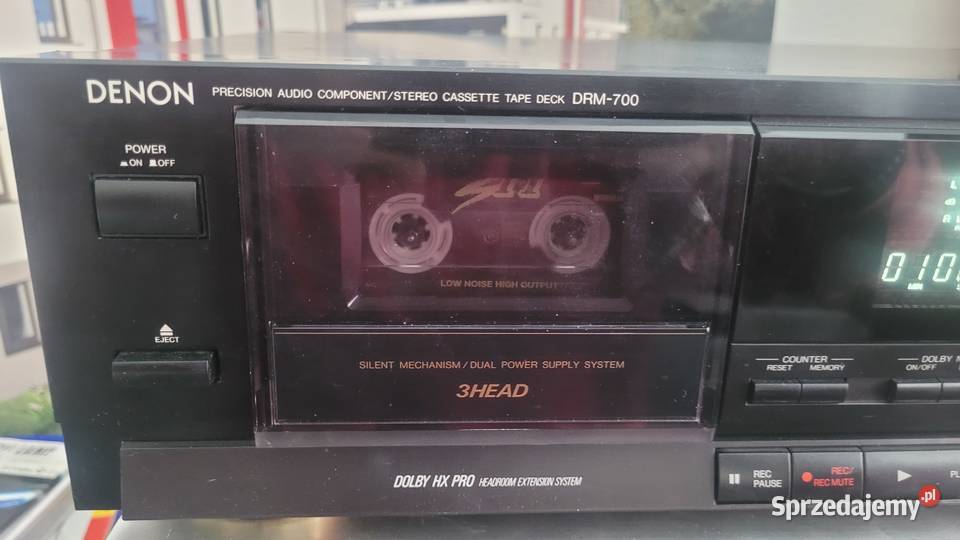 DENON PRECISION AUDIO COMPONENT/STEREO CASSETTE TAPE DECK DRM-700
POWER
ON OFF
LOW NOISE HIGH OUTPUT
010
MIN
EJECT
SILENT MECHANISM/DUAL POWER SUPPLY SYSTEM
3HEAD
COUNTER
RESET MEMORY
DOLBY
ON/OFF
DOLBY HX PRO HEADROOM EXTENSION SYSTEM
REC
PAUSE
REC/
REC MUTE
Sprzedajemy.pl